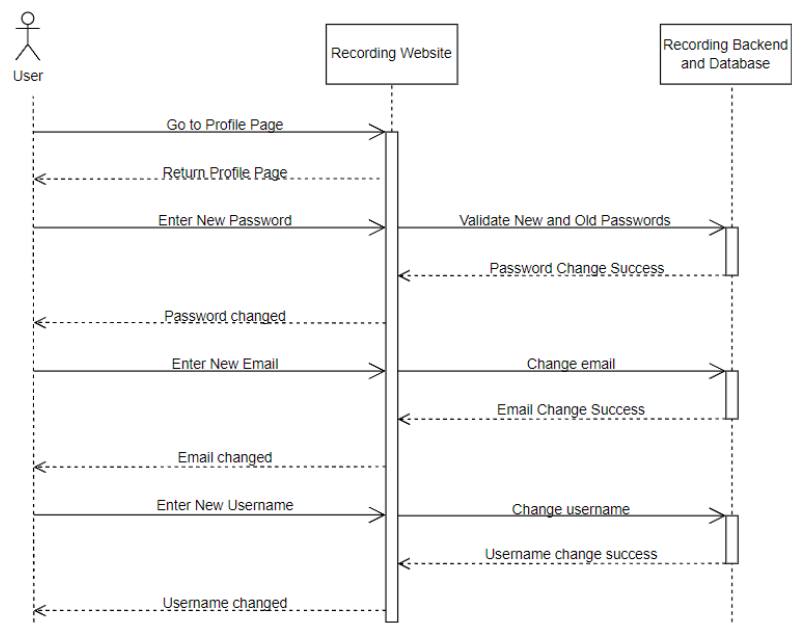 User
Recording Website
Recording Backend
and Database
Go to Profile Page
Return Profile Page
Enter New Password
Validate New and Old Passwords
Password Change Success
Password changed
Enter New Email
Change email
Email Change Success
Email changed
Enter New Username
Change username
Username change success
Username changed